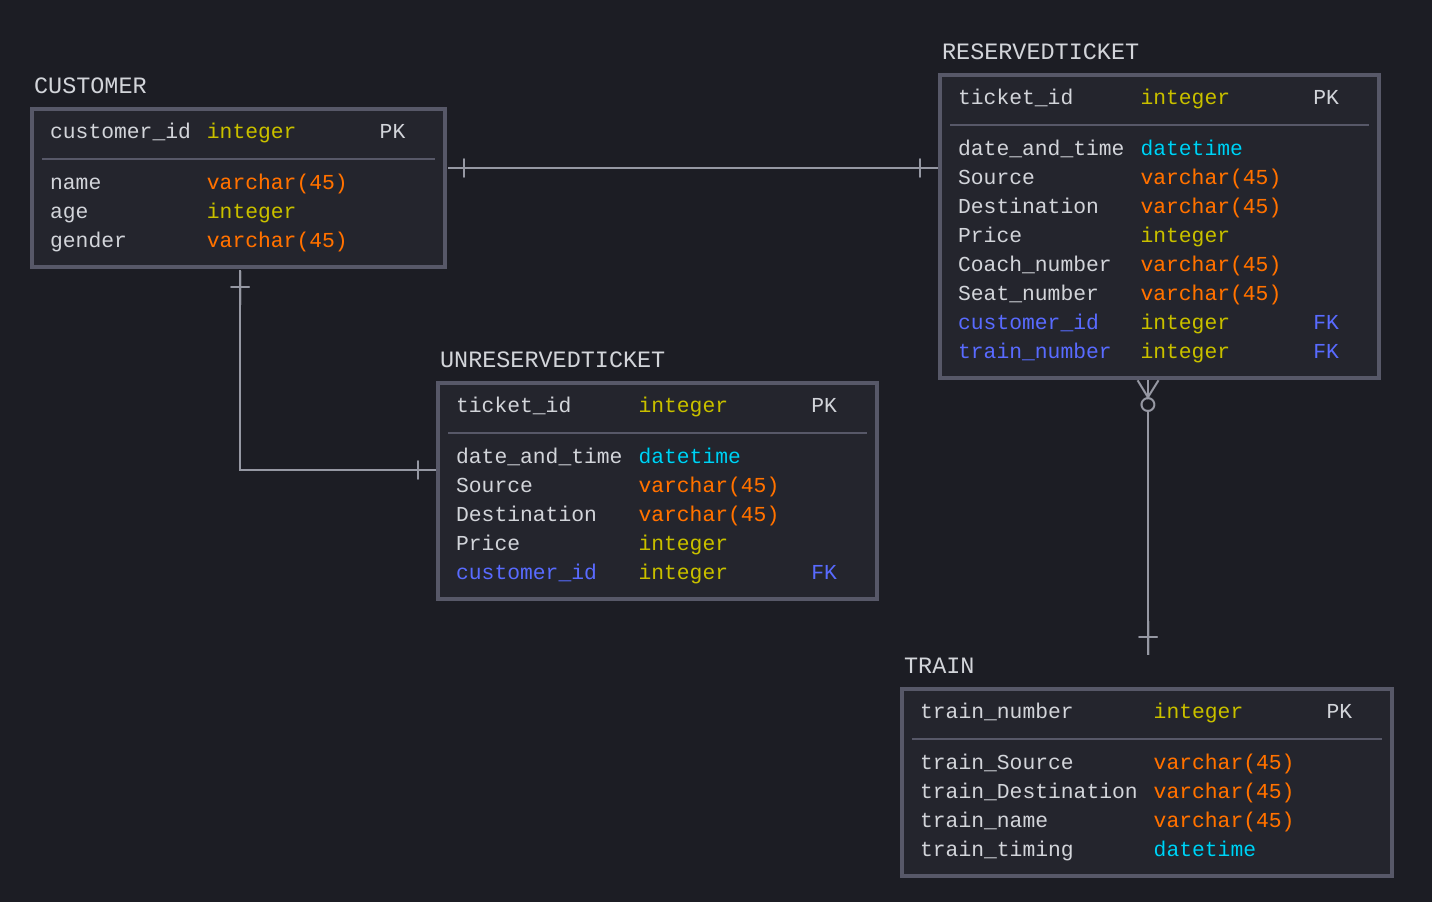 CUSTOMER
customer_id integer PK
name varchar(45)
age integer
gender varchar(45)
RESERVEDTICKET
ticket_id integer PK
date_and_time datetime
Source varchar(45)
Destination varchar(45)
Price integer
Coach_number varchar(45)
Seat_number varchar(45)
customer_id integer FK
train_number integer FK
UNRESERVEDTICKET
ticket_id integer PK
date_and_time datetime
Source varchar(45)
Destination varchar(45)
Price integer
customer_id integer FK
TRAIN
train_number integer PK
train_Source varchar(45)
train_Destination varchar(45)
train_name varchar(45)
train_timing datetime